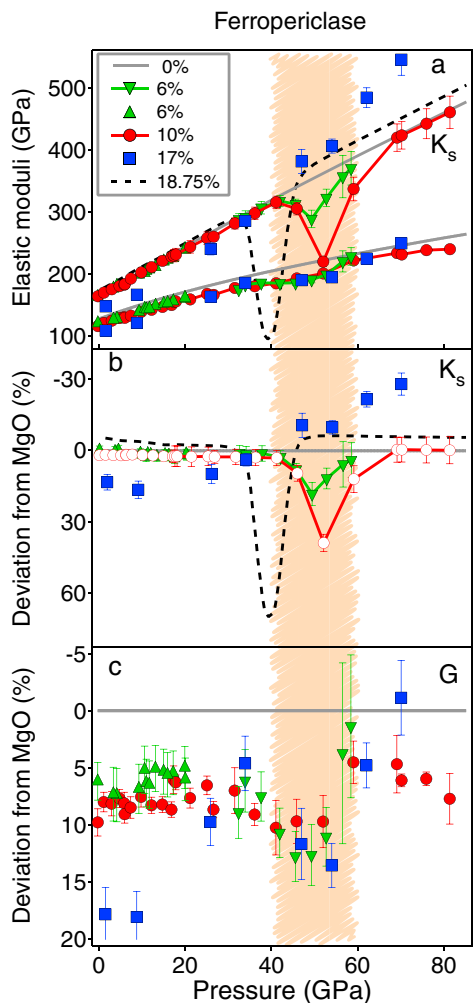 Ferropericlase
Elastic moduli (GPa)
500
400
300
200
100
0%
6%
6%
10%
17%
18.75%
a
Ks
Deviation from MgO (%)
-30
0
30
60
b
Ks
Deviation from MgO (%)
-5
0
5
10
15
20
c
G
0 20 40 60 80
Pressure (GPa)